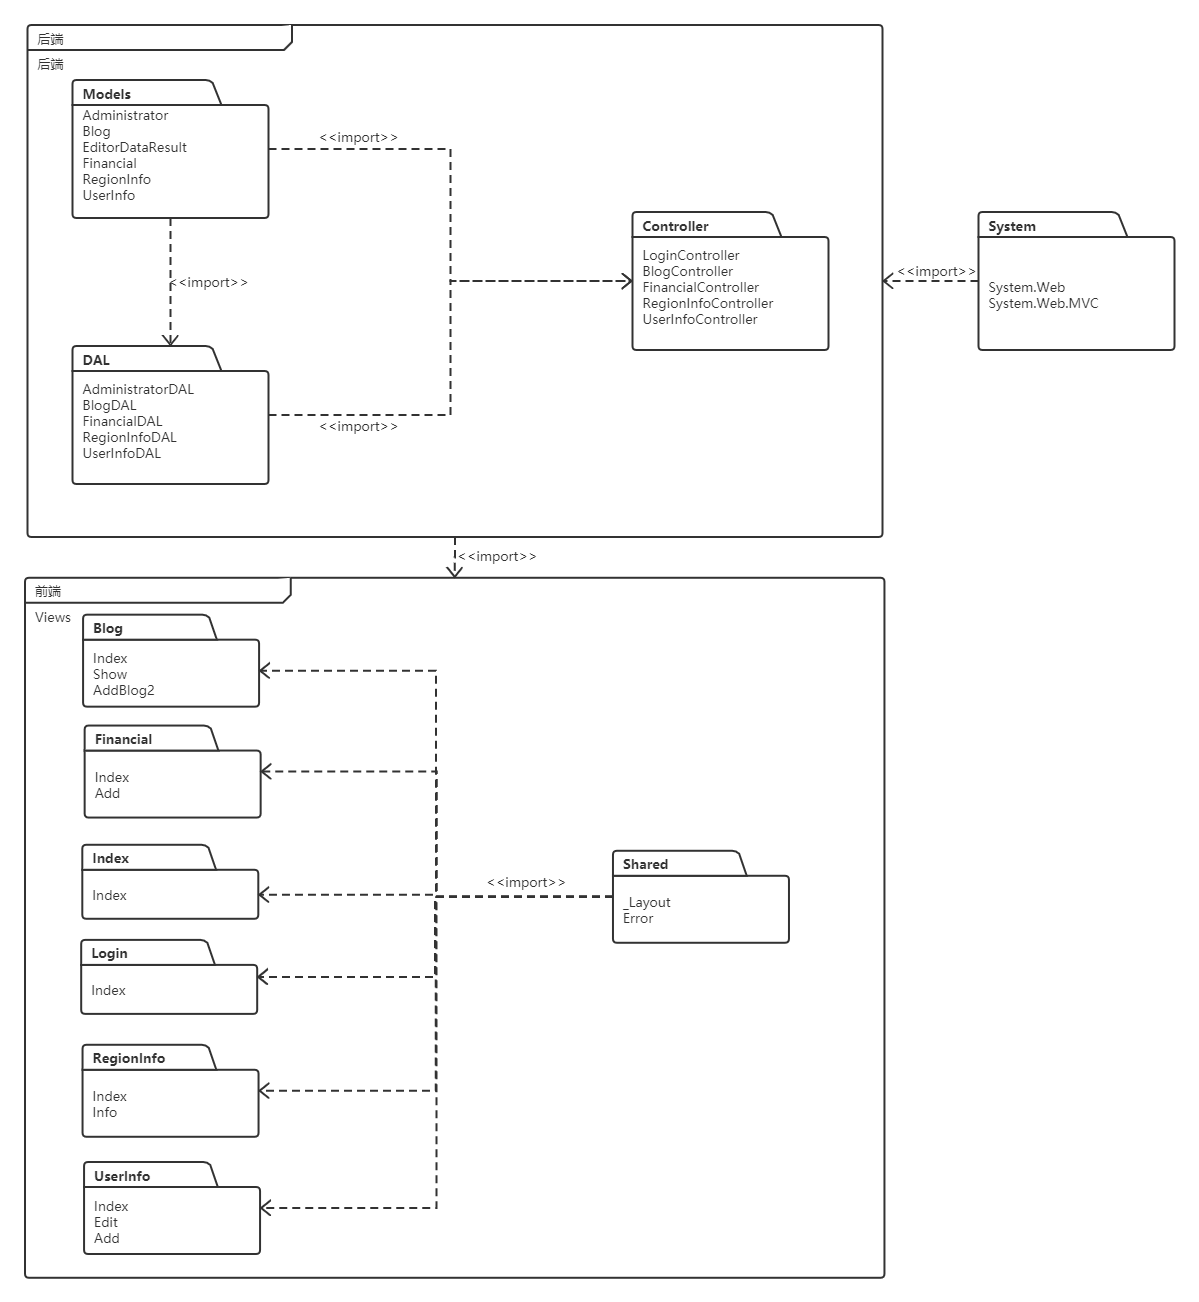 后端
后端
Models
Administrator
Blog
EditorDataResult
Financial
RegionInfo
UserInfo
<<import>>
<<import>>
Controller
LoginController
BlogController
FinancialController
RegionInfoController
UserInfoController
System
System.Web
System.Web.MVC
<<import>>
DAL
AdministratorDAL
BlogDAL
FinancialDAL
RegionInfoDAL
UserInfoDAL
<<import>>
<<import>>
前端
Views
Blog
Index
Show
AddBlog2
Financial
Index
Add
Index
Index
<<import>>
Shared
_Layout
Error
Login
Index
RegionInfo
Index
Info
UserInfo
Index
Edit
Add